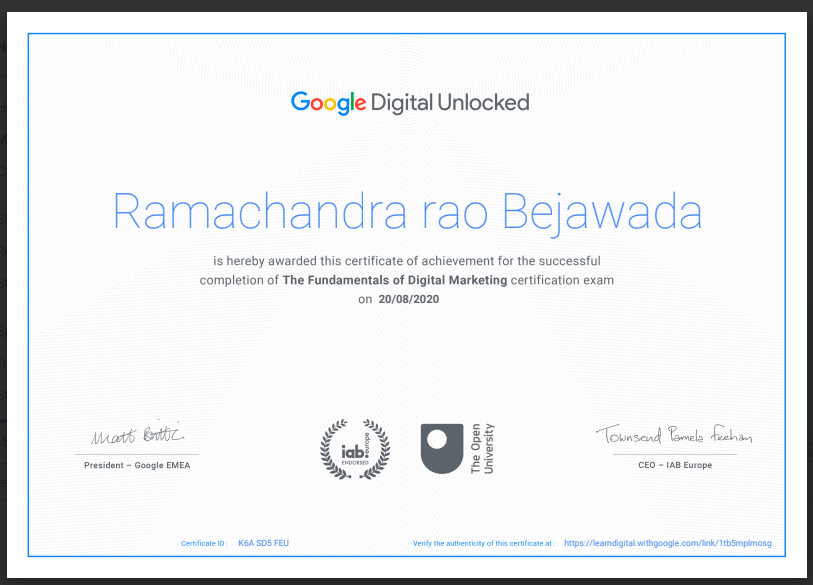 Google Digital Unlocked
Ramachandra rao Bejawada
is hereby awarded this certificate of achievement for the successful
completion of The Fundamentals of Digital Marketing certification exam
on 20/08/2020
Matt Brittin
President – Google EMEA
iab.europe
ENDORSED
The Open
University
Townsend Pamela Feehan
CEO – IAB Europe
Certificate ID: K6A SD5 FEU
Verify the authenticity of this certificate at: https://learndigital.withgoogle.com/link/1tb5mplmosg